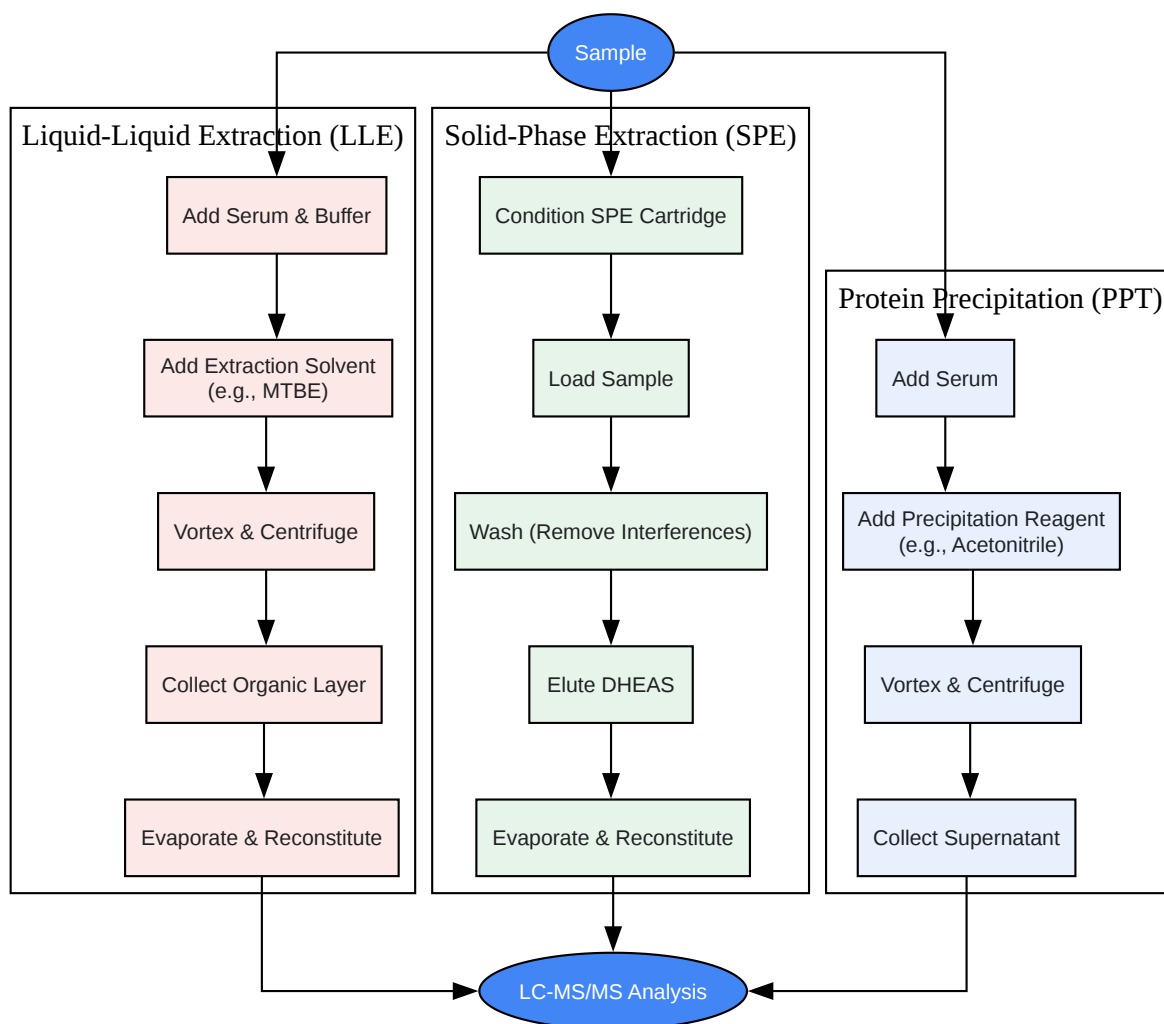 Sample
Liquid-Liquid Extraction (LLE)
Add Serum & Buffer
Add Extraction Solvent
(e.g., MTBE)
Vortex & Centrifuge
Collect Organic Layer
Evaporate & Reconstitute
Solid-Phase Extraction (SPE)
Condition SPE Cartridge
Load Sample
Wash (Remove Interferences)
Elute DHEAS
Evaporate & Reconstitute
Protein Precipitation (PPT)
Add Serum
Add Precipitation Reagent
(e.g., Acetonitrile)
Vortex & Centrifuge
Collect Supernatant
LC-MS/MS Analysis